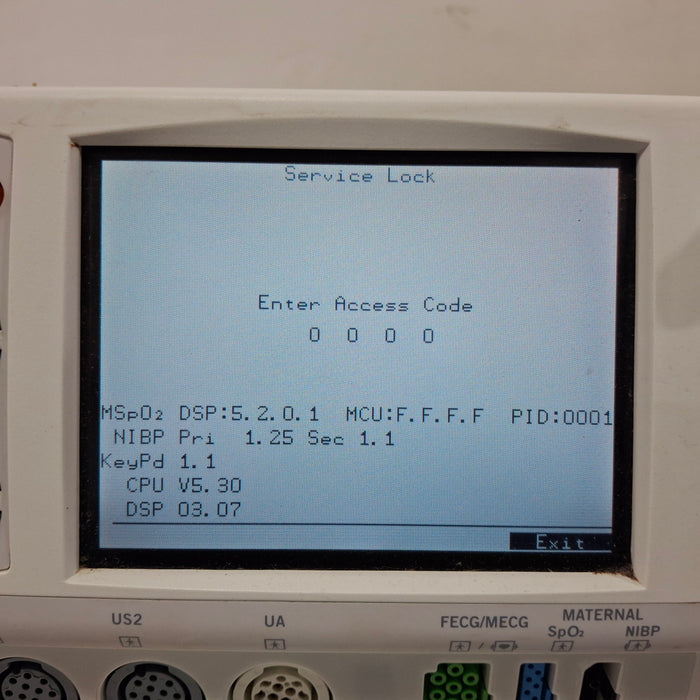 Service Lock
Enter Access Code
0 0 0 0
MSpO₂ DSP:5.2.0.1 MCU:F.F.F.F PID:0001
NIBP Pri 1.25 Sec 1.1
KeyPd 1.1
CPU V5.30
DSP 03.07
Exit
US2
UA
FECG/MECG
MATERNAL
SpO₂
NIBP